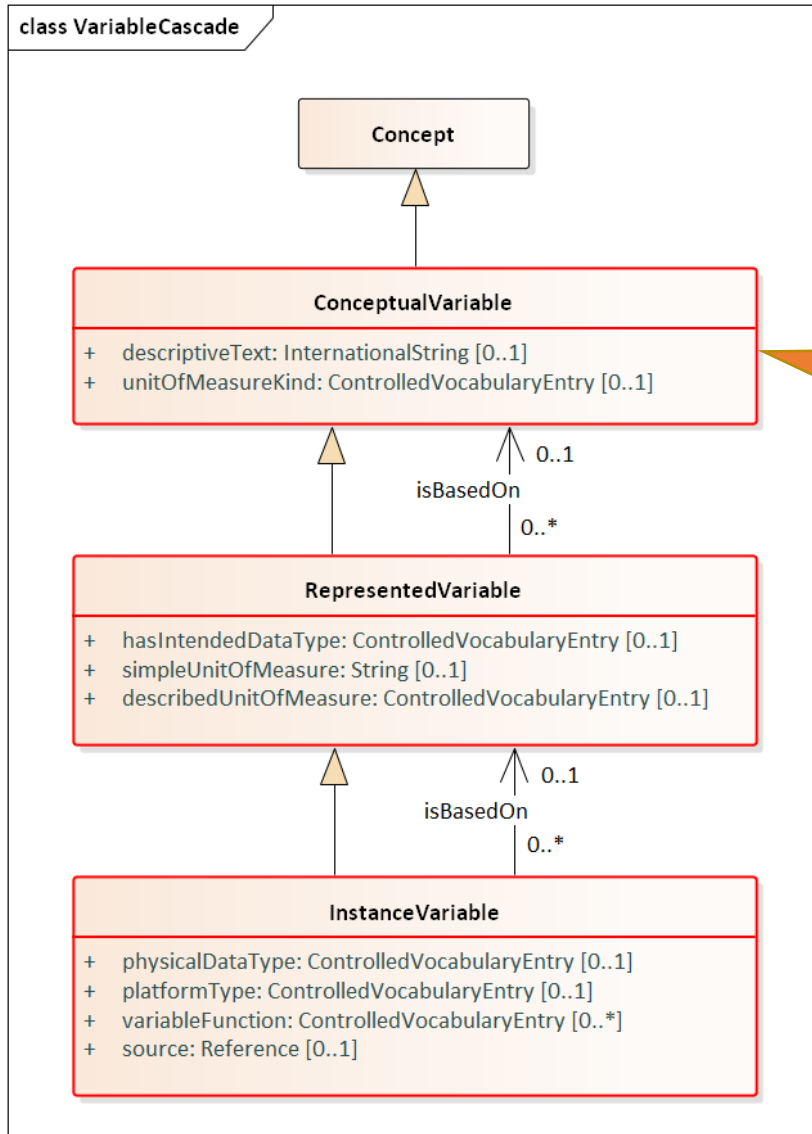 class VariableCascade
Concept
ConceptualVariable
+ descriptiveText: InternationalString [0..1]
+ unitOfMeasureKind: ControlledVocabularyEntry [0..1]
0..1
isBasedOn
0..*
RepresentedVariable
+ hasIntendedDataType: ControlledVocabularyEntry [0..1]
+ simpleUnitOfMeasure: String [0..1]
+ describedUnitOfMeasure: ControlledVocabularyEntry [0..1]
0..1
isBasedOn
0..*
InstanceVariable
+ physicalDataType: ControlledVocabularyEntry [0..1]
+ platformType: ControlledVocabularyEntry [0..1]
+ variableFunction: ControlledVocabularyEntry [0..*]
+ source: Reference [0..1]